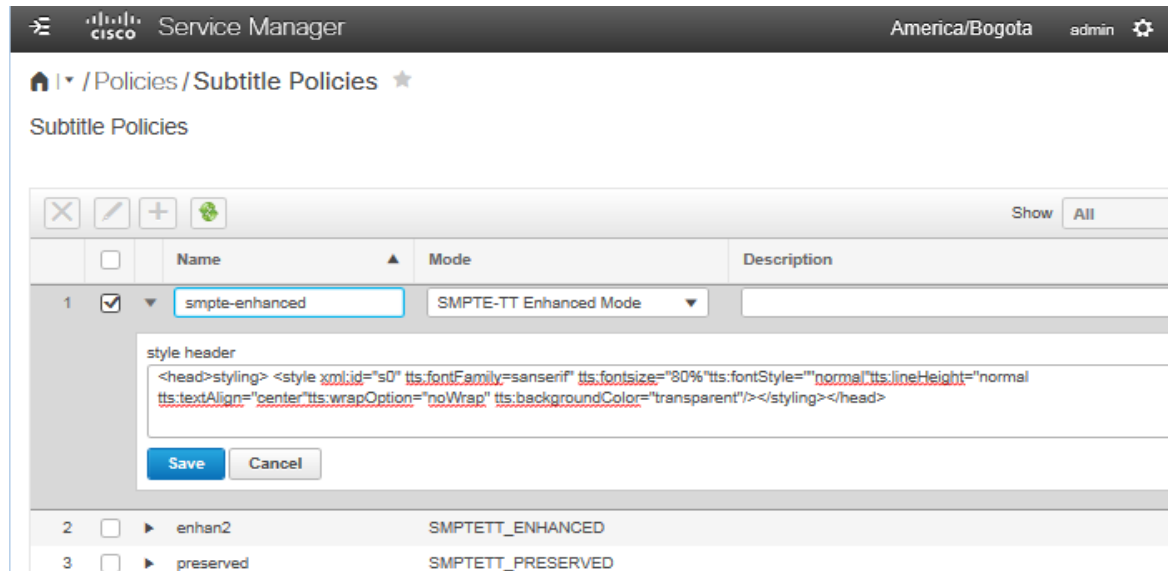 cisco Service Manager America/Bogota admin
/ Policies / Subtitle Policies
Subtitle Policies
Show All
Name Mode Description
1 smpte-enhanced SMPTE-TT Enhanced Mode
style header
<head>styling> <style xml:id="s0" tts:fontFamily=sanserif" tts:fontsize="80%"tts:fontStyle=""normal"tts:lineHeight="normal
tts:textAlign="center"tts:wrapOption="noWrap" tts:backgroundColor="transparent"/></styling></head>
Save Cancel
2 enhan2 SMPTETT_ENHANCED
3 preserved SMPTETT_PRESERVED